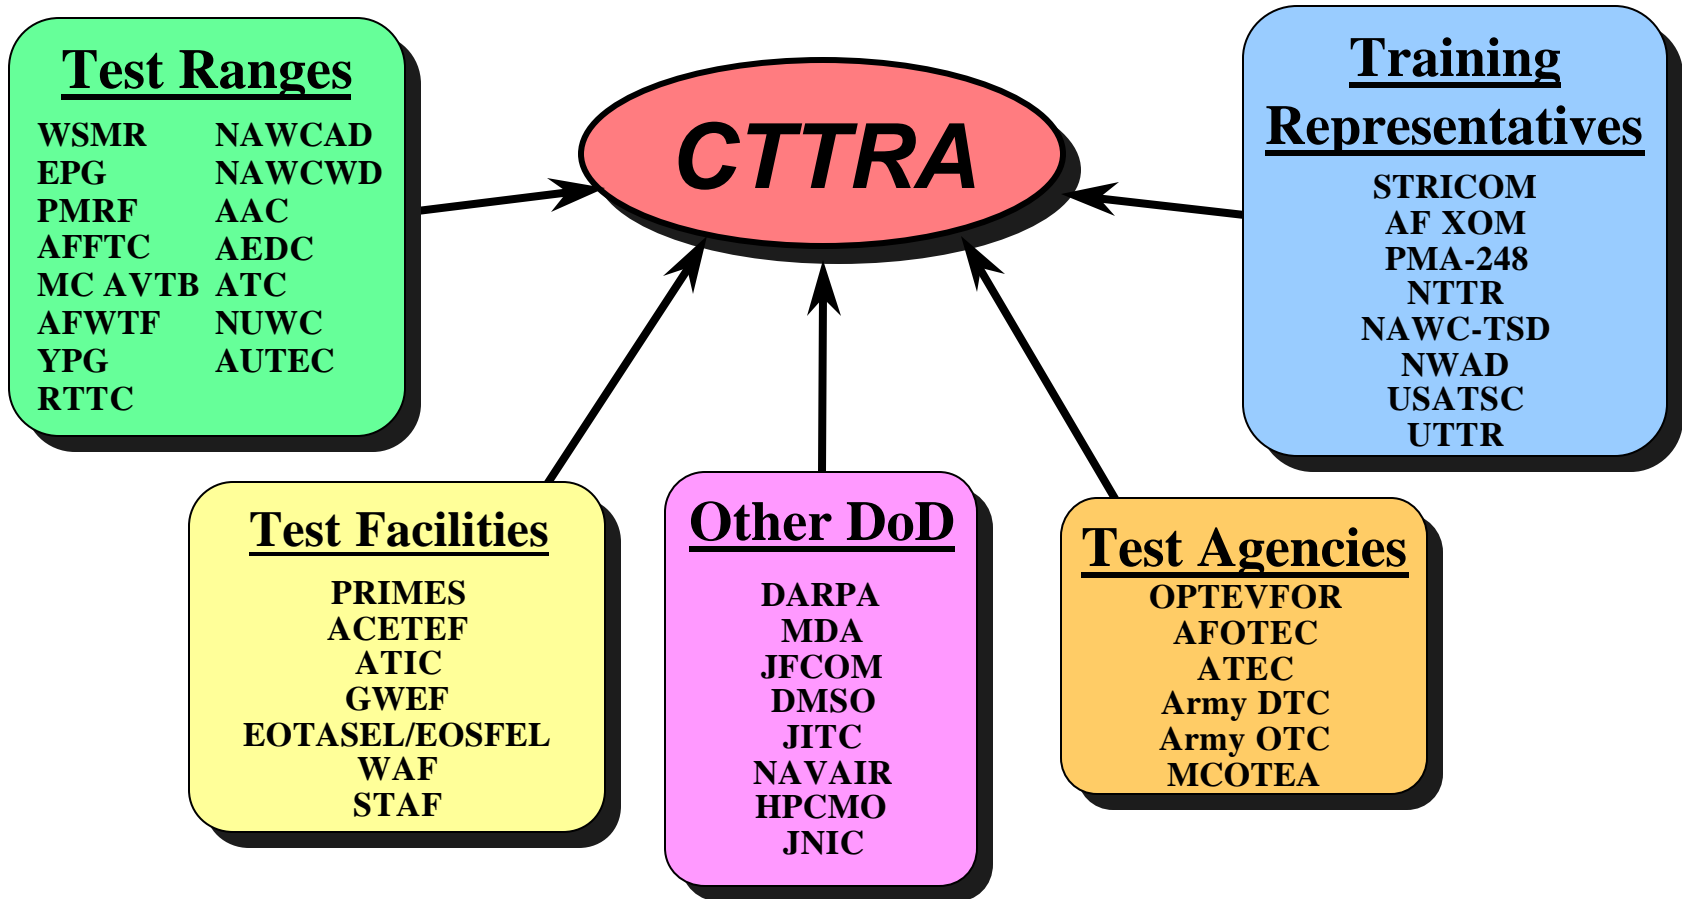 Test Ranges
WSMR NAWCAD
EPG NAWCWD
PMRF AAC
AFFTC AEDC
MC AVTB ATC
AFWTF NUWC
YPG AUTEC
RTTC
CTTRA
Training
Representatives
STRICOM
AF XOM
PMA-248
NTTR
NAWC-TSD
NWAD
USATSC
UTTR
Test Facilities
PRIMES
ACETEF
ATIC
GWEF
EOTASEL/EOSFEL
WAF
STAF
Other DoD
DARPA
MDA
JFCOM
DMSO
JITC
NAVAIR
HPCMO
JNIC
Test Agencies
OPTEVFOR
AFOTEC
ATEC
Army DTC
Army OTC
MCOTEA